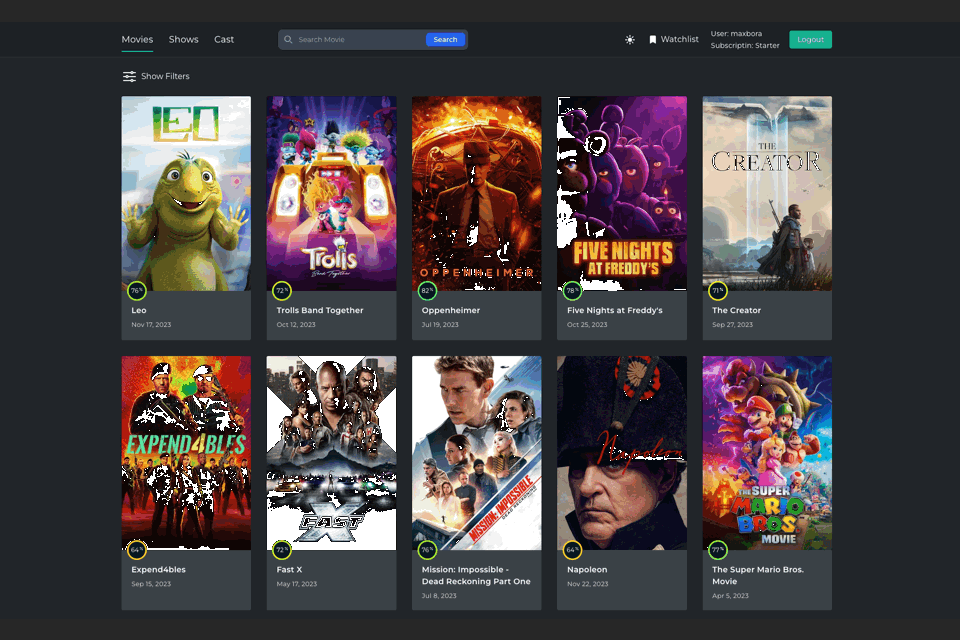 Movies Shows Cast
Search Movie Search
Watchlist
User: maxbora
Subscriptin: Starter
Logout
Show Filters
LEO
Trolls
Band Together
OPPENHEIMER
FIVE NIGHTS
AT FREDDY'S
THE
CREATOR
76%
72%
82%
78%
71%
Leo
Trolls Band Together
Oppenheimer
Five Nights at Freddy's
The Creator
Nov 17, 2023
Oct 12, 2023
Jul 19, 2023
Oct 25, 2023
Sep 27, 2023
EXPEND4BLES
FAST X
MISSION: IMPOSSIBLE
Napoleon
THE SUPER
MARIO
BROS.
MOVIE
64%
72%
76%
64%
77%
Expend4bles
Fast X
Mission: Impossible -
Dead Reckoning Part One
Napoleon
The Super Mario Bros.
Movie
Sep 15, 2023
May 17, 2023
Jul 8, 2023
Nov 22, 2023
Apr 5, 2023